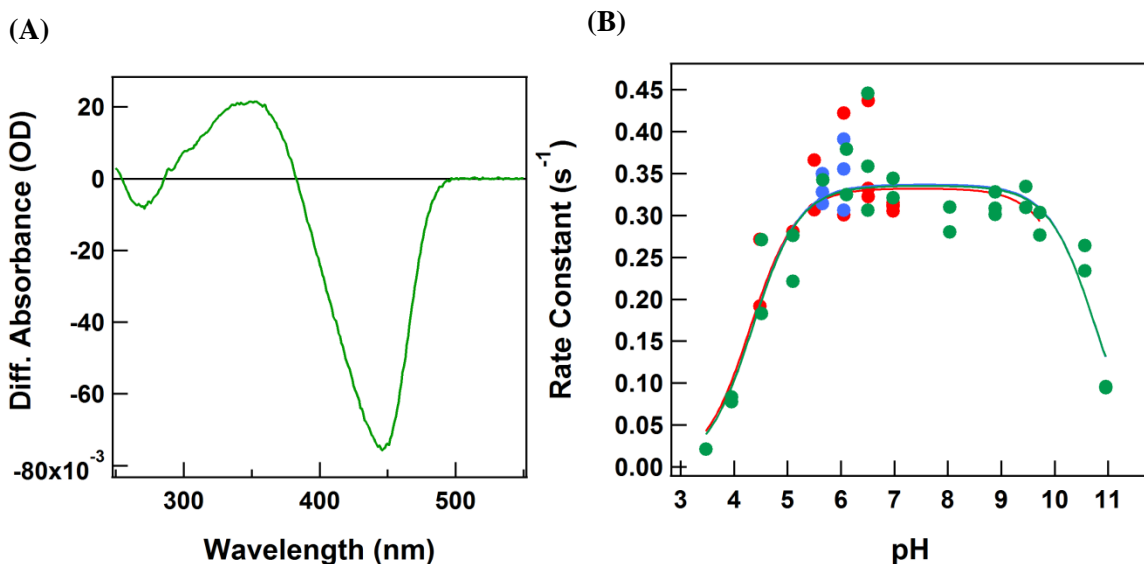 (A)
(B)
Diff. Absorbance (OD)
20
0
-20
-40
-60
-80x10⁻³
300
400
500
Wavelength (nm)
Rate Constant (s⁻¹)
0.45
0.40
0.35
0.30
0.25
0.20
0.15
0.10
0.05
0.00
3 4 5 6 7 8 9 10 11
pH